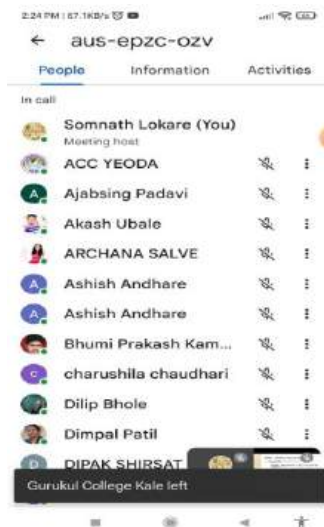 2:24 PM | 67.1KB/s
aus-epzc-ozv
People Information Activities
In call
Somnath Lokare (You)
Meeting host
ACC YEODA
A Ajabsing Padavi
Akash Ubale
ARCHANA SALVE
A Ashish Andhare
A Ashish Andhare
Bhumi Prakash Kam...
c charushila chaudhari
Dilip Bhole
Dimpal Patil
D DIPAK SHIRSAT
Gurukul College Kale left